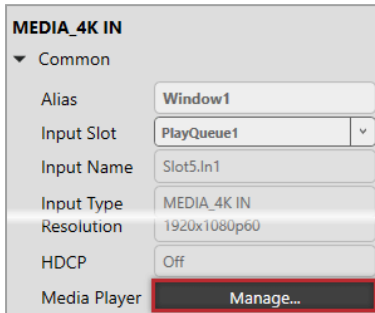 MEDIA_4K IN
Common
Alias Window1
Input Slot PlayQueue1
Input Name Slot5.In1
Input Type MEDIA_4K IN
Resolution 1920x1080p60
HDCP Off
Media Player Manage...